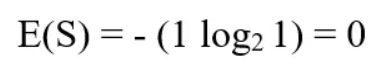 E(S) = - (1 log₂ 1) = 0